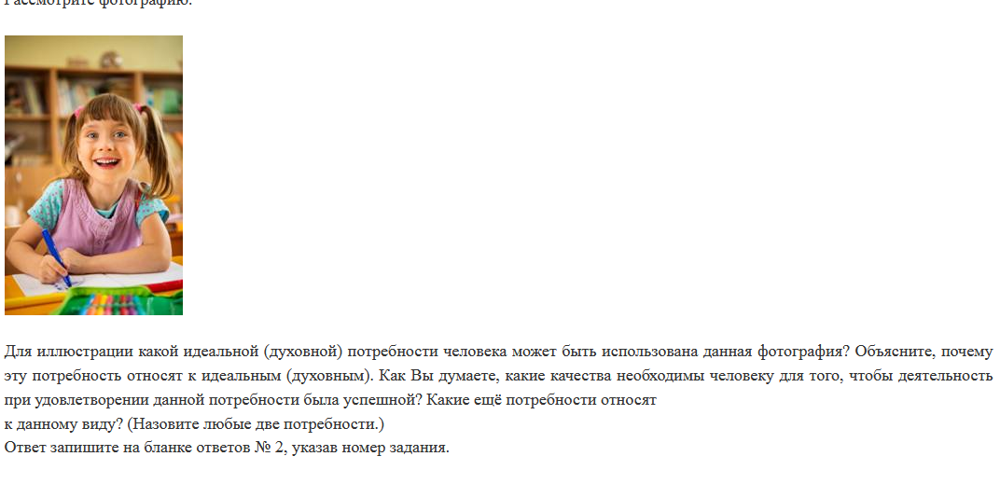 Рассмотрите фотографию.
Для иллюстрации какой идеальной (духовной) потребности человека может быть использована данная фотография? Объясните, почему
эту потребность относят к идеальным (духовным). Как Вы думаете, какие качества необходимы человеку для того, чтобы деятельность
при удовлетворении данной потребности была успешной? Какие ещё потребности относят
к данному виду? (Назовите любые две потребности.)
Ответ запишите на бланке ответов № 2, указав номер задания.